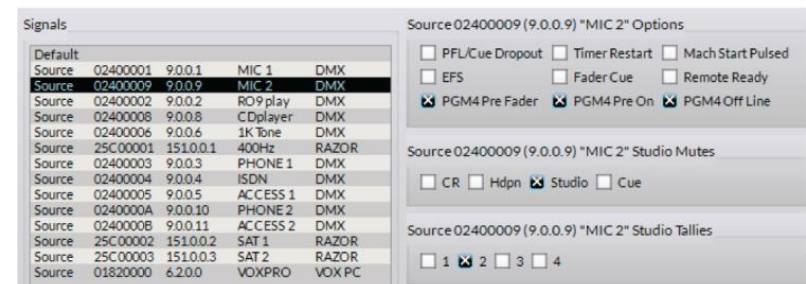 Signals
Default
Source 02400001 9.0.0.1 MIC 1 DMX
Source 02400009 9.0.0.9 MIC 2 DMX
Source 02400002 9.0.0.2 RO9 play DMX
Source 02400008 9.0.0.8 CDplayer DMX
Source 02400006 9.0.0.6 1K Tone DMX
Source 25C00001 151.0.0.1 400Hz RAZOR
Source 02400003 9.0.0.3 PHONE 1 DMX
Source 02400004 9.0.0.4 ISDN DMX
Source 02400005 9.0.0.5 ACCESS 1 DMX
Source 0240000A 9.0.0.10 PHONE 2 DMX
Source 0240000B 9.0.0.11 ACCESS 2 DMX
Source 25C00002 151.0.0.2 SAT 1 RAZOR
Source 25C00003 151.0.0.3 SAT 2 RAZOR
Source 01820000 6.2.0.0 VOXPRO VOX PC
Source 02400009 (9.0.0.9) "MIC 2" Options
PFL/Cue Dropout Timer Restart Mach Start Pulsed
EFS Fader Cue Remote Ready
PGM4 Pre Fader PGM4 Pre On PGM4 Off Line
Source 02400009 (9.0.0.9) "MIC 2" Studio Mutes
CR Hdpn Studio Cue
Source 02400009 (9.0.0.9) "MIC 2" Studio Tallies
1 2 3 4